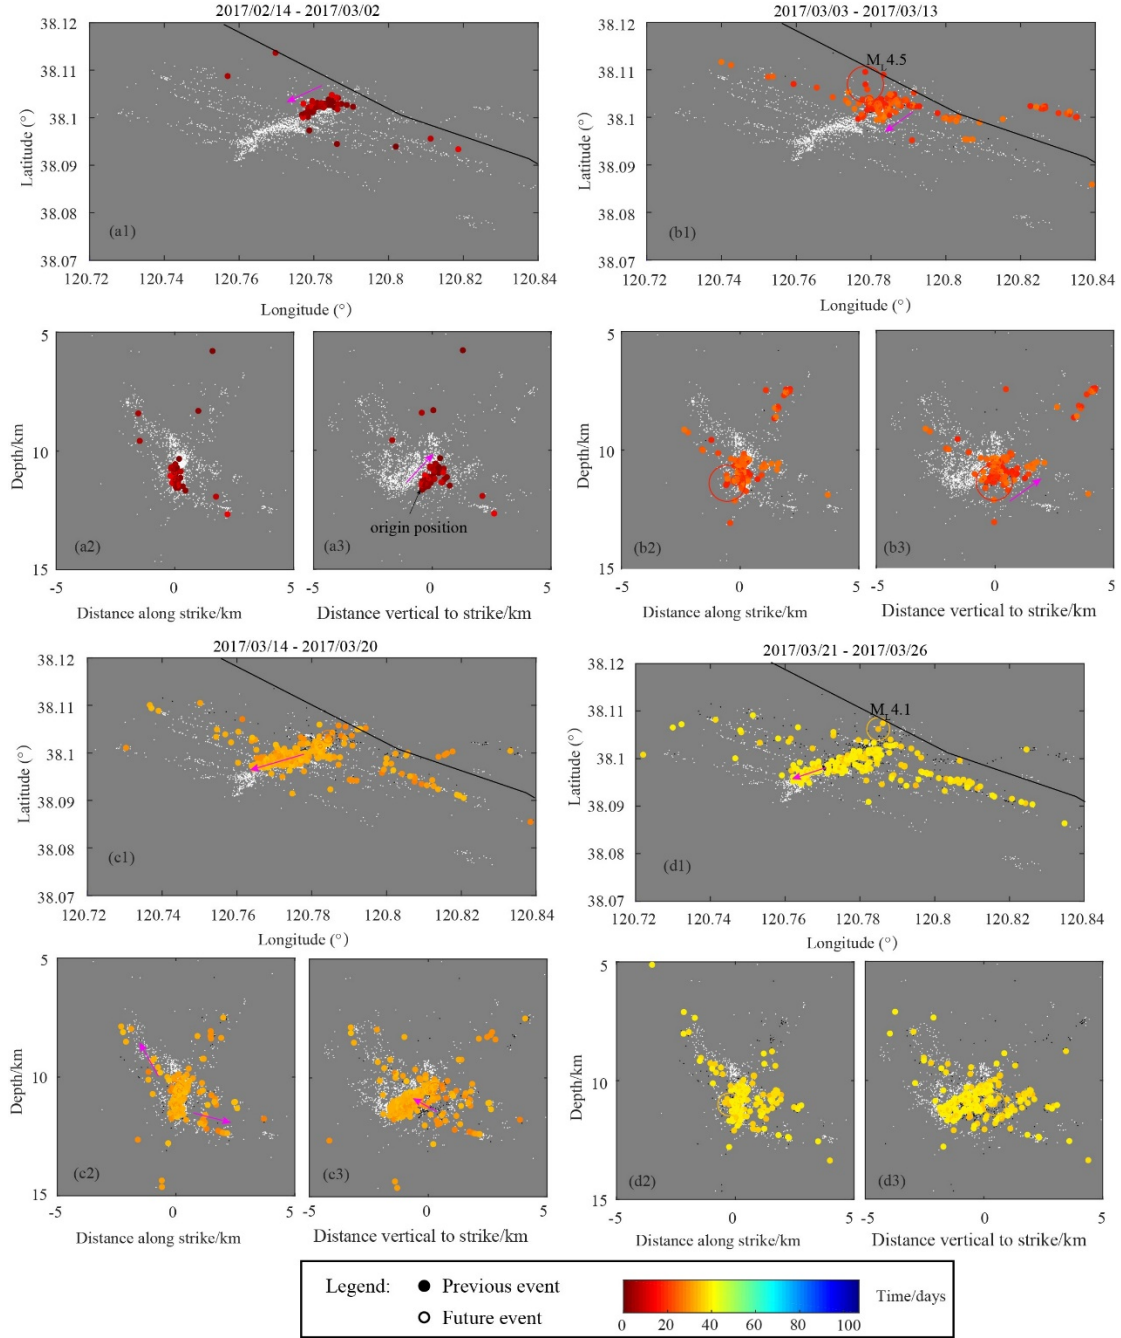 2017/02/14 - 2017/03/02
38.12
38.11
38.1
38.09
38.08
38.07
Latitude (°)
(a1)
120.72 120.74 120.76 120.78 120.8 120.82 120.84
Longitude (°)
2017/03/03 - 2017/03/13
38.12
38.11
38.1
38.09
38.08
38.07
Latitude (°)
M_L4.5
(b1)
120.72 120.74 120.76 120.78 120.8 120.82 120.84
Longitude (°)
5
10
15
Depth/km
origin position
(a2)
(a3)
-5 0 5
0 5
Distance along strike/km
Distance vertical to strike/km
5
10
15
Depth/km
(b2)
(b3)
-5 0 5
0 5
Distance along strike/km
Distance vertical to strike/km
2017/03/14 - 2017/03/20
38.12
38.11
38.1
38.09
38.08
38.07
Latitude (°)
(c1)
120.72 120.74 120.76 120.78 120.8 120.82 120.84
Longitude (°)
2017/03/21 - 2017/03/26
38.12
38.11
38.1
38.09
38.08
38.07
Latitude (°)
M_L4.1
(d1)
120.72 120.74 120.76 120.78 120.8 120.82 120.84
Longitude (°)
5
10
15
Depth/km
(c2)
(c3)
-5 0 5
0 5
Distance along strike/km
Distance vertical to strike/km
5
10
15
Depth/km
(d2)
(d3)
-5 0 5
0 5
Distance along strike/km
Distance vertical to strike/km
Legend:
Previous event
Future event
0 20 40 60 80 100
Time/days